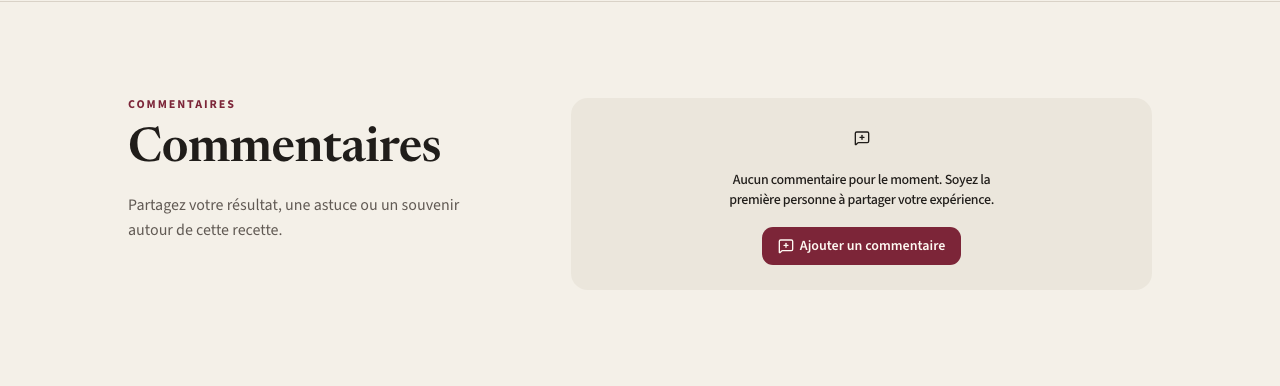 COMMENTAIRES
Commentaires
Partagez votre résultat, une astuce ou un souvenir
autour de cette recette.
Aucun commentaire pour le moment. Soyez la
première personne à partager votre expérience.
Ajouter un commentaire